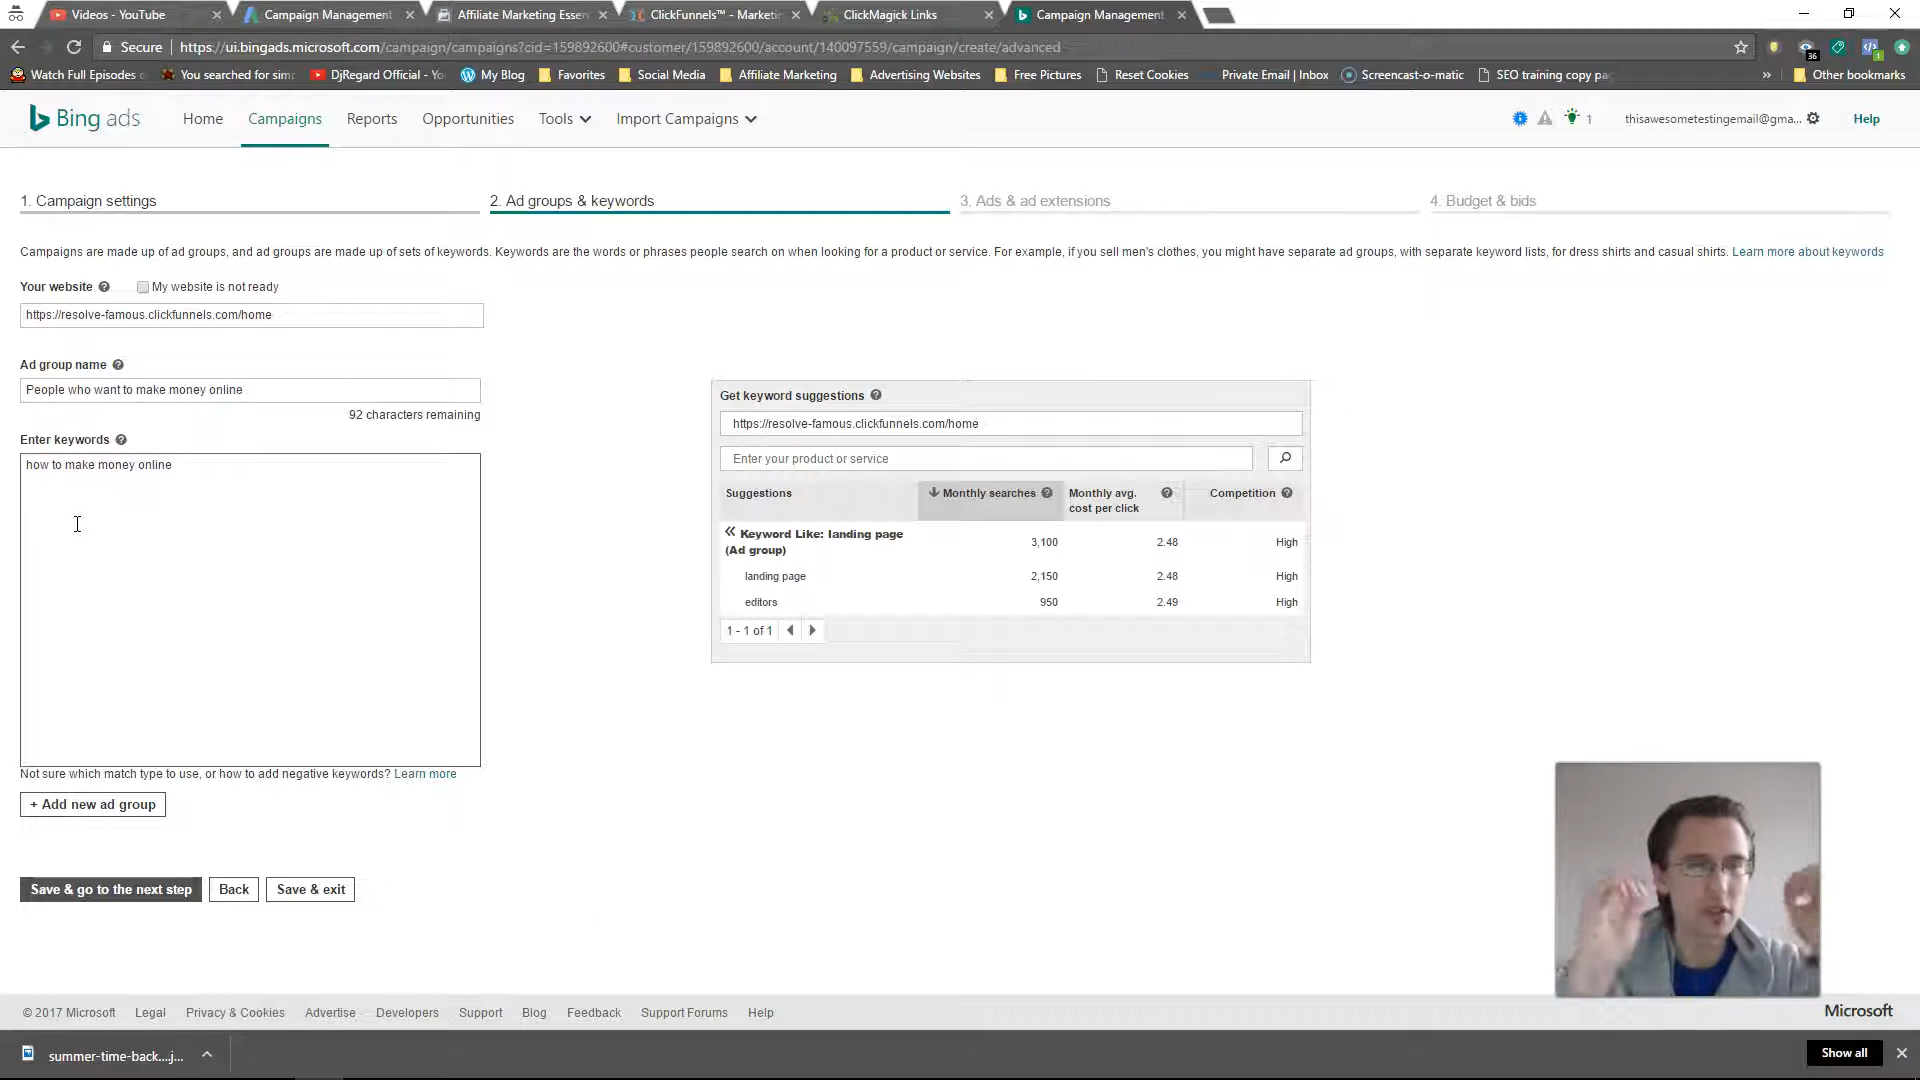 Videos - YouTube
Campaign Management
Affiliate Marketing Essen
ClickFunnels™ - Marketin
ClickMagick Links
Campaign Management
Secure
https://ui.bingads.microsoft.com/campaign/campaigns?cid=159892600#customer/159892600/account/140097559/campaign/create/advanced
36
1
Watch Full Episodes
You searched for sim
DjRegard Official - Yo
My Blog
Favorites
Social Media
Affiliate Marketing
Advertising Websites
Free Pictures
Reset Cookies
Private Email | Inbox
Screencast-o-matic
SEO training copy pa
»
Other bookmarks
Bing ads
Home
Campaigns
Reports
Opportunities
Tools
Import Campaigns
1
thisawesometestingemail@gma...
Help
1. Campaign settings
2. Ad groups & keywords
3. Ads & ad extensions
4. Budget & bids
Campaigns are made up of ad groups, and ad groups are made up of sets of keywords. Keywords are the words or phrases people search on when looking for a product or service. For example, if you sell men's clothes, you might have separate ad groups, with separate keyword lists, for dress shirts and casual shirts. Learn more about keywords
Your website
My website is not ready
https://resolve-famous.clickfunnels.com/home
Ad group name
People who want to make money online
92 characters remaining
Enter keywords
how to make money online
Not sure which match type to use, or how to add negative keywords? Learn more
+ Add new ad group
Save & go to the next step
Back
Save & exit
Get keyword suggestions
https://resolve-famous.clickfunnels.com/home
Enter your product or service
Suggestions
Monthly searches
Monthly avg. cost per click
Competition
Keyword Like: landing page (Ad group)
3,100
2.48
High
landing page
2,150
2.48
High
editors
950
2.49
High
1 - 1 of 1
© 2017 Microsoft
Legal
Privacy & Cookies
Advertise
Developers
Support
Blog
Feedback
Support Forums
Help
Microsoft
summer-time-back....j...
Show all